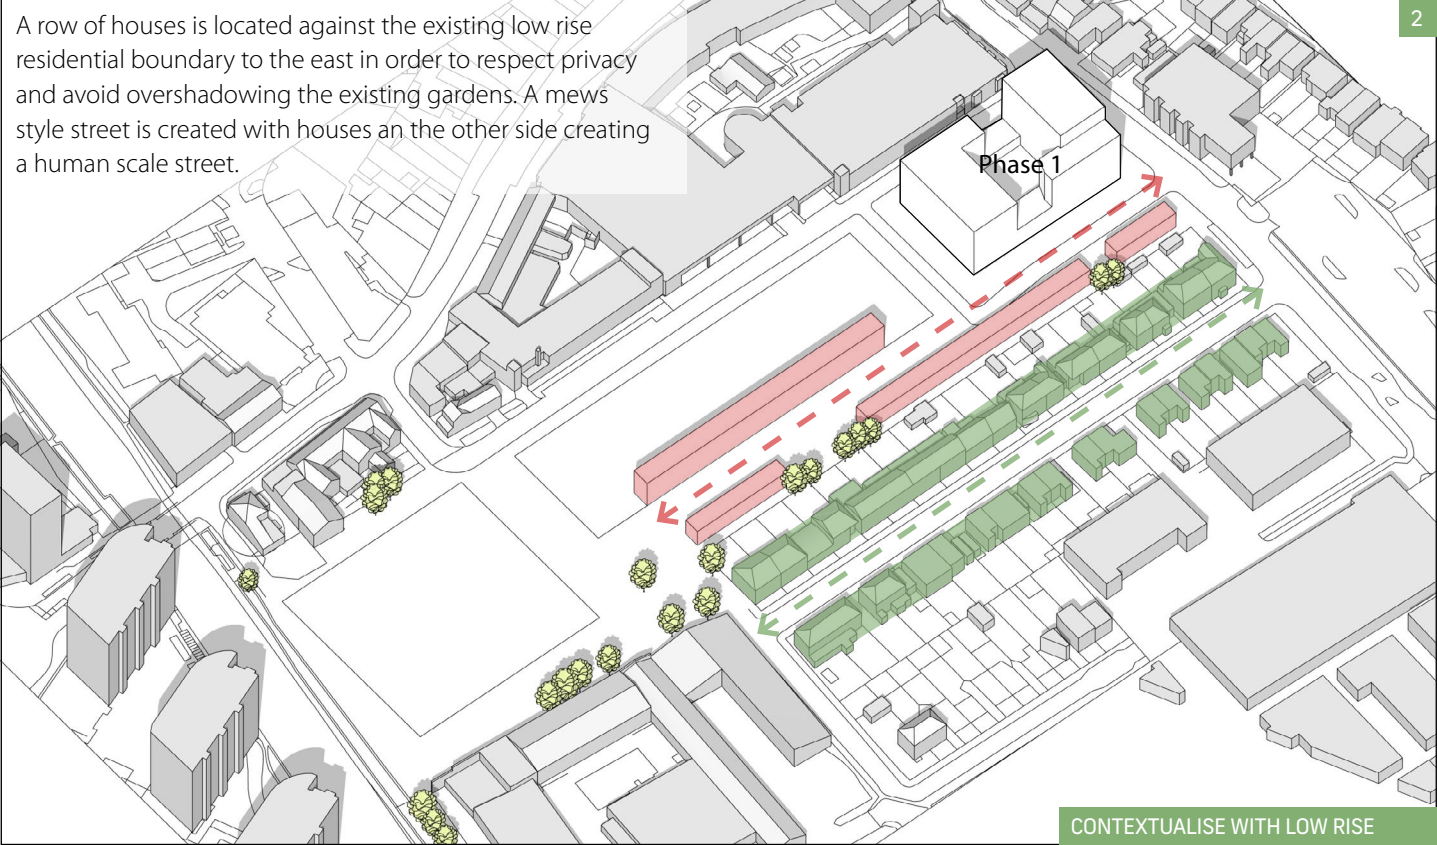 A row of houses is located against the existing low rise
residential boundary to the east in order to respect privacy
and avoid overshadowing the existing gardens. A mews
style street is created with houses an the other side creating
a human scale street.
2
Phase 1
CONTEXTUALISE WITH LOW RISE